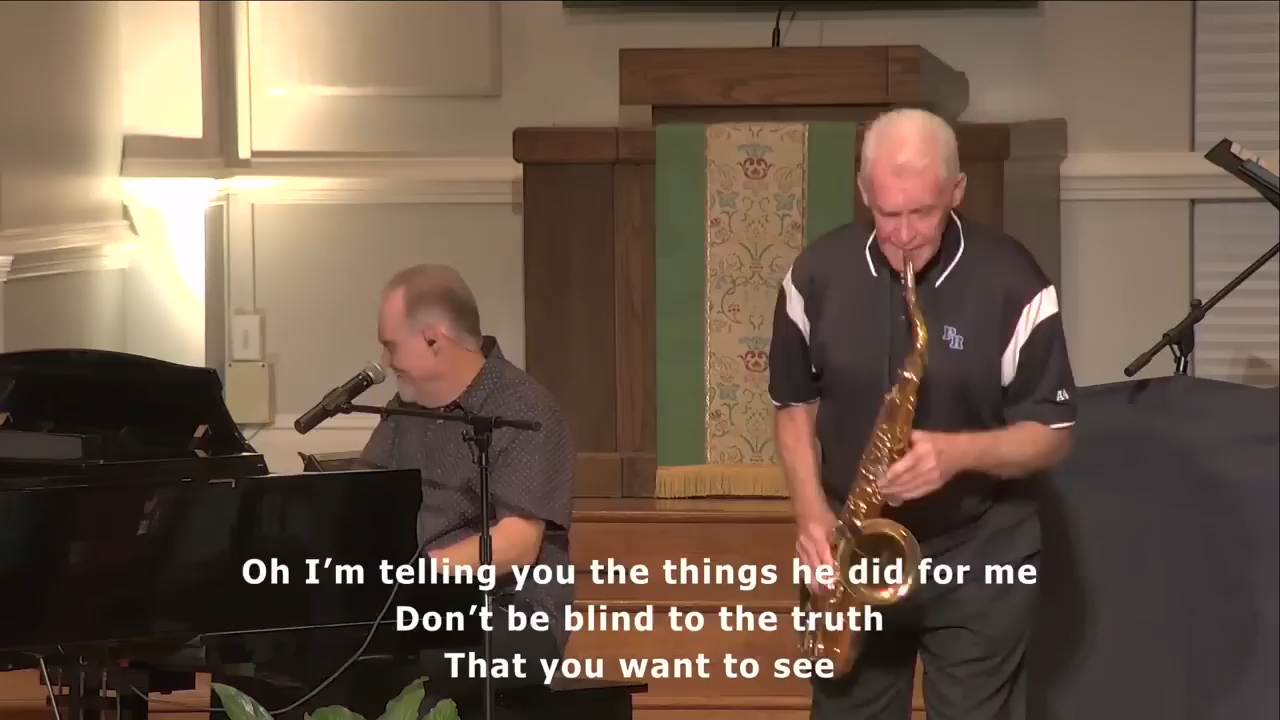 FR
Oh I’m telling you the things he did for me
Don’t be blind to the truth
That you want to see